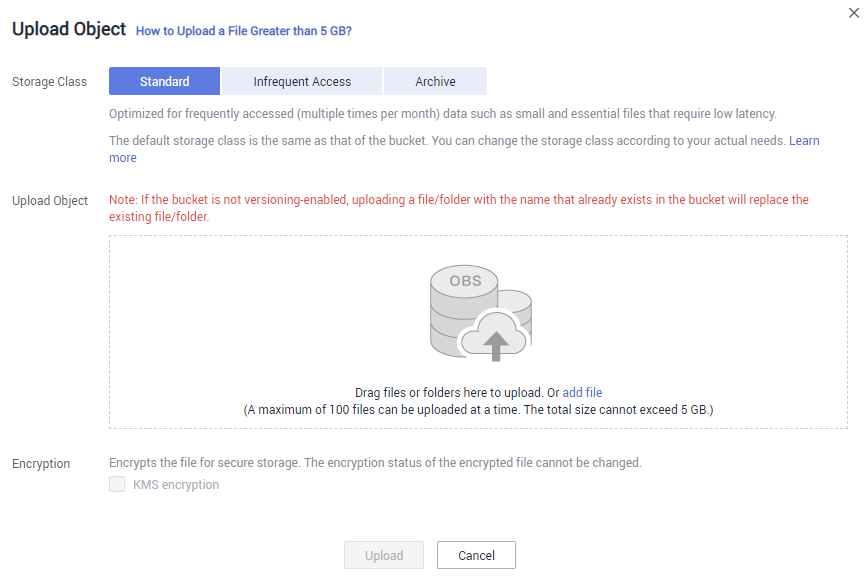 Upload Object How to Upload a File Greater than 5 GB?
Storage Class Standard Infrequent Access Archive
Optimized for frequently accessed (multiple times per month) data such as small and essential files that require low latency.
The default storage class is the same as that of the bucket. You can change the storage class according to your actual needs. Learn
more
Upload Object Note: If the bucket is not versioning-enabled, uploading a file/folder with the name that already exists in the bucket will replace the
existing file/folder.
OBS
Drag files or folders here to upload. Or add file
(A maximum of 100 files can be uploaded at a time. The total size cannot exceed 5 GB.)
Encryption Encrypts the file for secure storage. The encryption status of the encrypted file cannot be changed.
KMS encryption
Upload Cancel